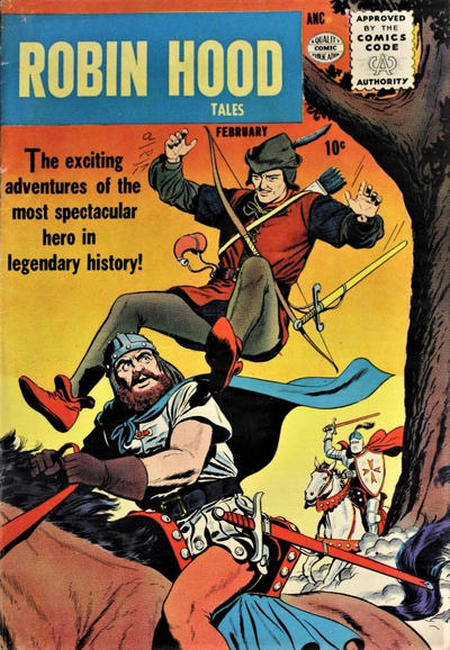 ROBIN HOOD
TALES
FEBRUARY
10¢
ANC
QUALITY
COMIC
PUBLICATION
APPROVED
BY THE
COMICS
CODE
CA
AUTHORITY
The exciting
adventures of the
most spectacular
hero in
legendary history!